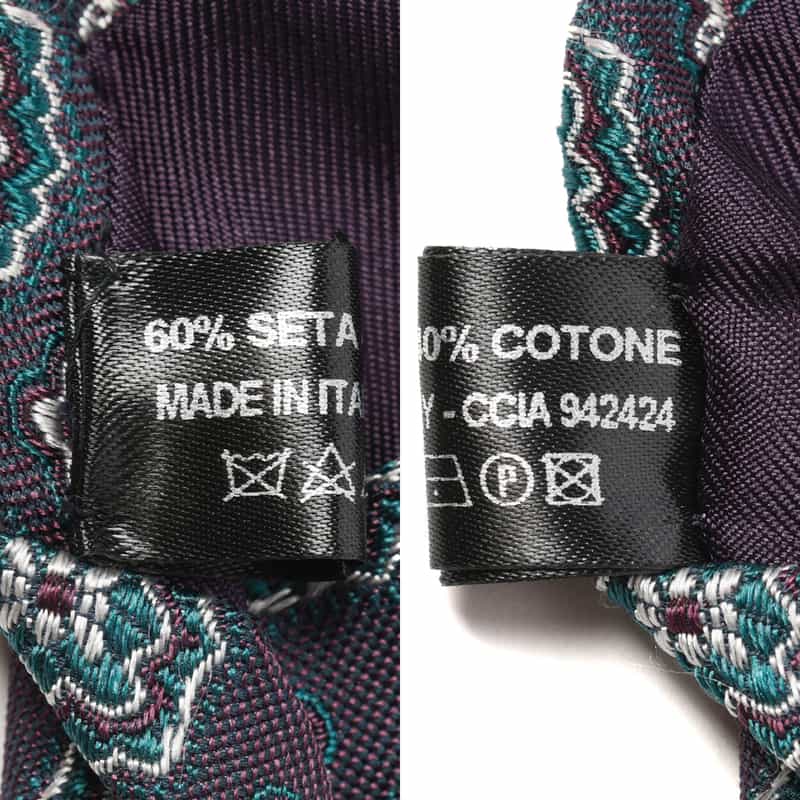 60% SETA
MADE IN ITA
40% COTONE
Y - CCIA 942424
P